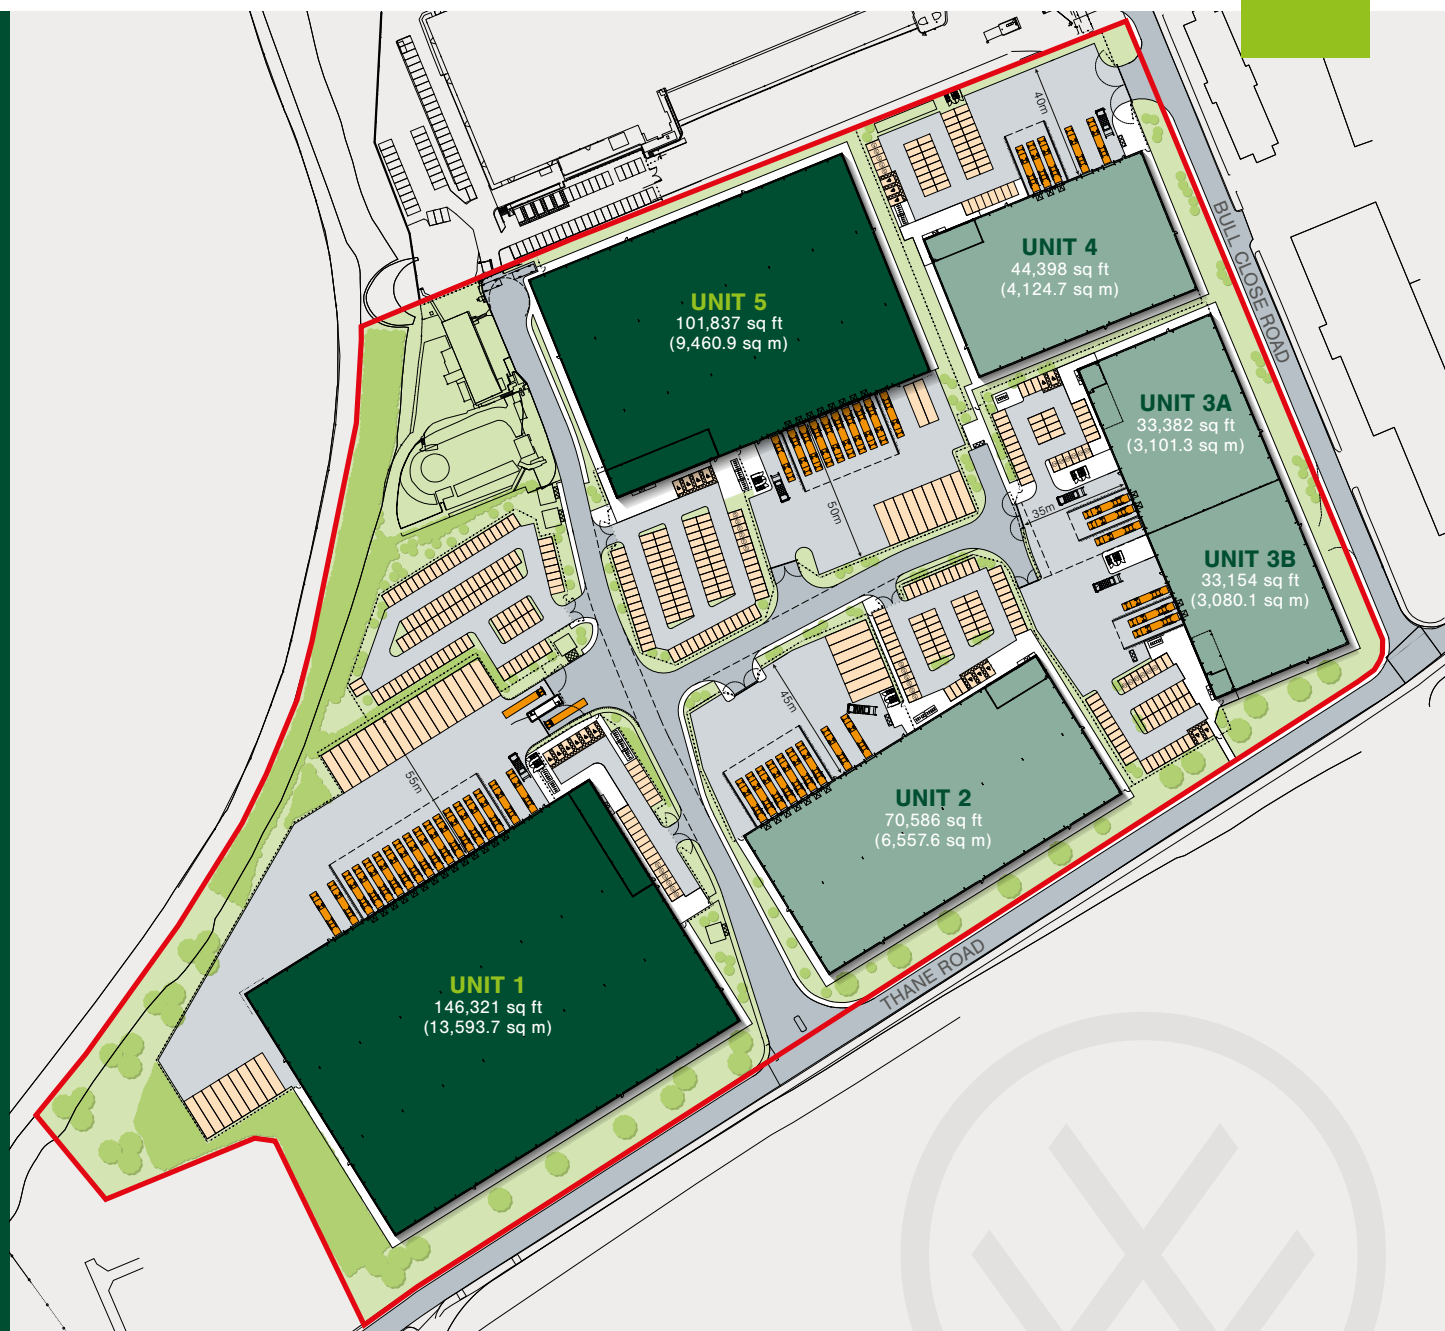 40m
BULL CLOSE ROAD
UNIT 4
44,398 sq ft
(4,124.7 sq m)
UNIT 5
101,837 sq ft
(9,460.9 sq m)
UNIT 3A
33,382 sq ft
(3,101.3 sq m)
50m
35m
UNIT 3B
33,154 sq ft
(3,080.1 sq m)
45m
55m
UNIT 2
70,586 sq ft
(6,557.6 sq m)
THANE ROAD
UNIT 1
146,321 sq ft
(13,593.7 sq m)